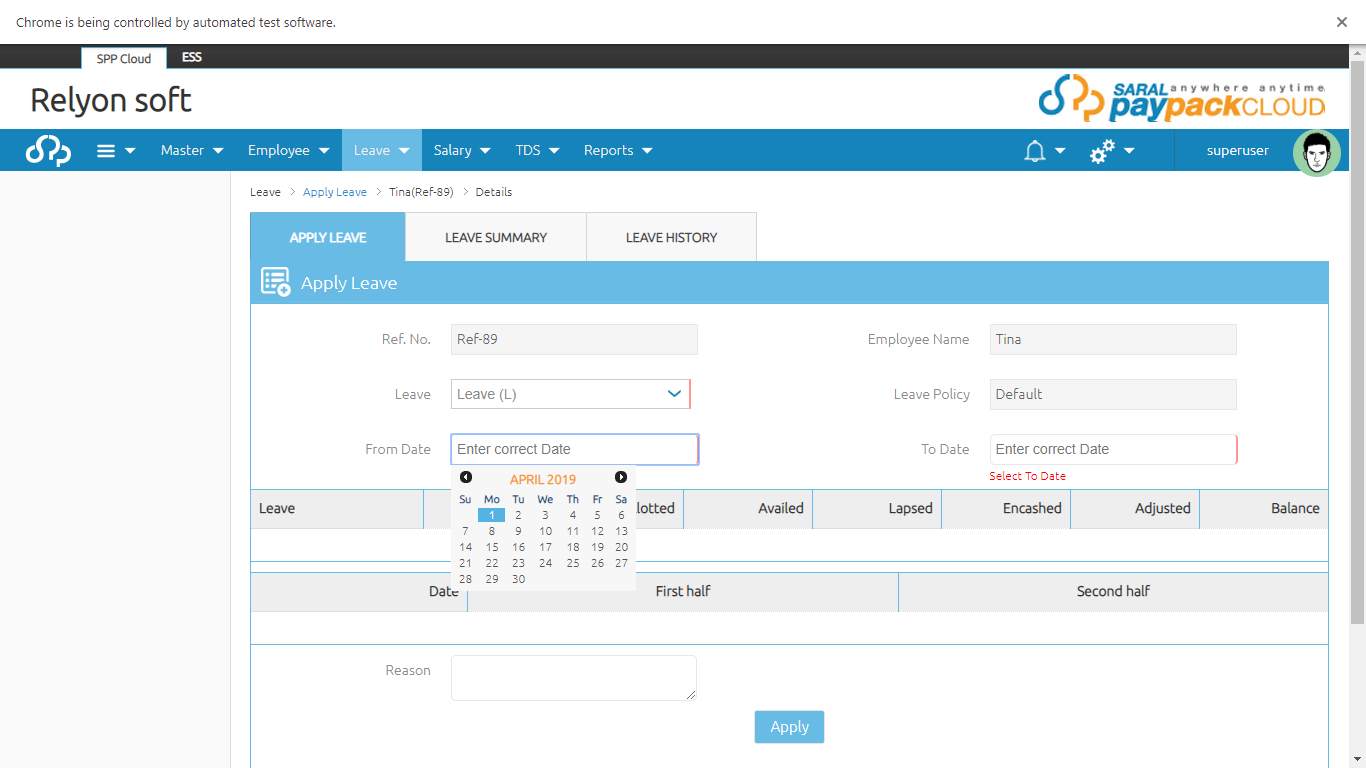 Chrome is being controlled by automated test software.
SPP Cloud ESS
Relyon soft
SARAL anywhere anytime
paypackCLOUD
Master Employee Leave Salary TDS Reports superuser
Leave > Apply Leave > Tina(Ref-89) > Details
APPLY LEAVE LEAVE SUMMARY LEAVE HISTORY
Apply Leave
Ref. No. Ref-89 Employee Name Tina
Leave Leave (L) Leave Policy Default
From Date Enter correct Date To Date Enter correct Date
Select To Date
APRIL 2019
Su Mo Tu We Th Fr Sa
1 2 3 4 5 6
7 8 9 10 11 12 13
14 15 16 17 18 19 20
21 22 23 24 25 26 27
28 29 30
Leave lotted Availed Lapsed Encashed Adjusted Balance
Date First half Second half
Reason
Apply